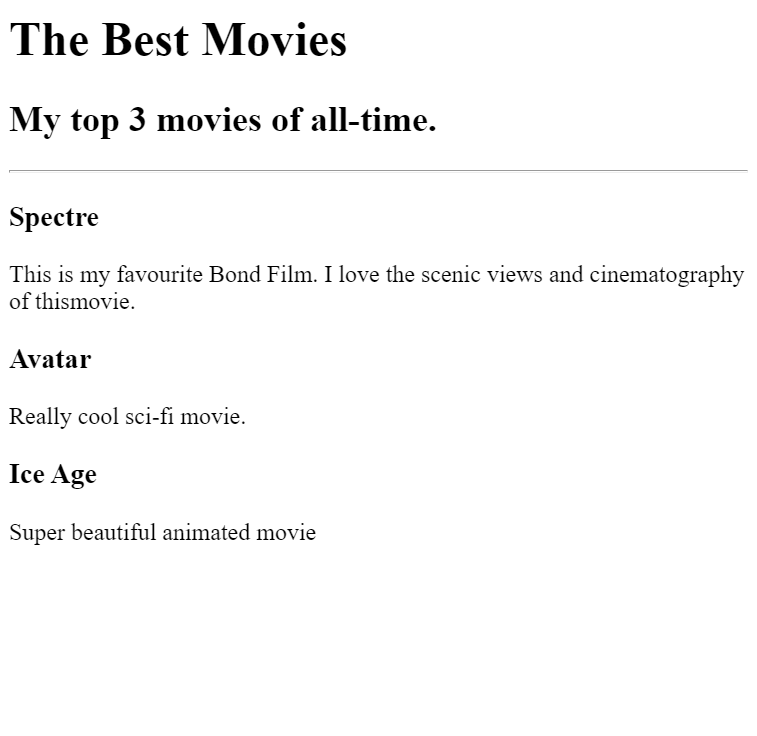 The Best Movies
My top 3 movies of all-time.
Spectre
This is my favourite Bond Film. I love the scenic views and cinematography
of thismovie.
Avatar
Really cool sci-fi movie.
Ice Age
Super beautiful animated movie